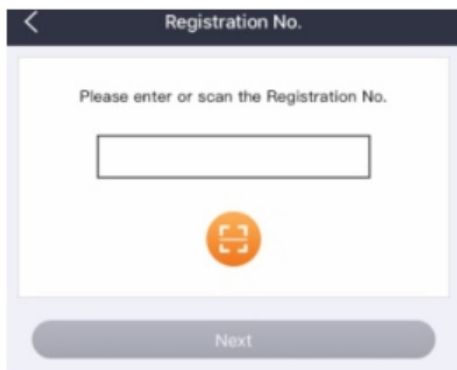 Registration No.
Please enter or scan the Registration No.
Next